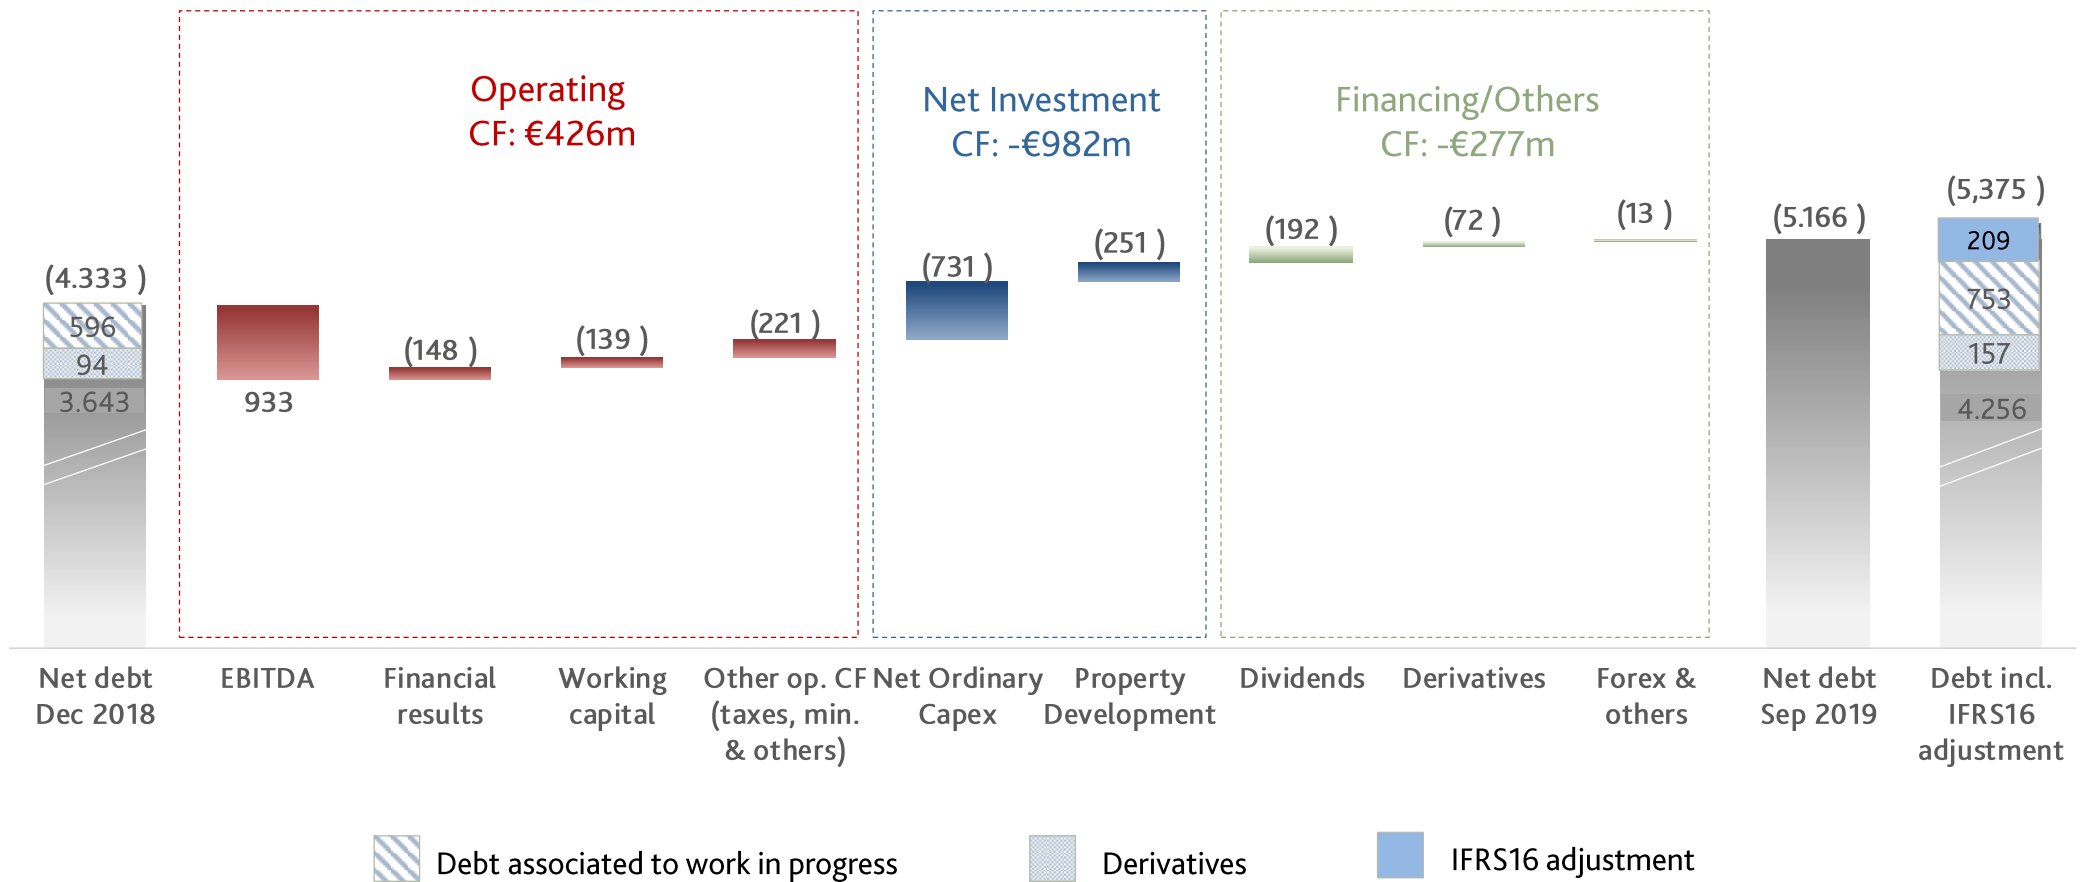 Operating
CF: €426m
Net Investment
CF: -€982m
Financing/Others
CF: -€277m
(4.333 )
596
94
3.643
933
(148 )
(139 )
(221 )
(731 )
(251 )
(192 )
(72 )
(13 )
(5.166 )
(5,375 )
209
753
157
4.256
Net debt
Dec 2018
EBITDA
Financial
results
Working
capital
Other op. CF
(taxes, min.
& others)
Net Ordinary
Capex
Property
Development
Dividends
Derivatives
Forex &
others
Net debt
Sep 2019
Debt incl.
IFRS16
adjustment
Debt associated to work in progress
Derivatives
IFRS16 adjustment